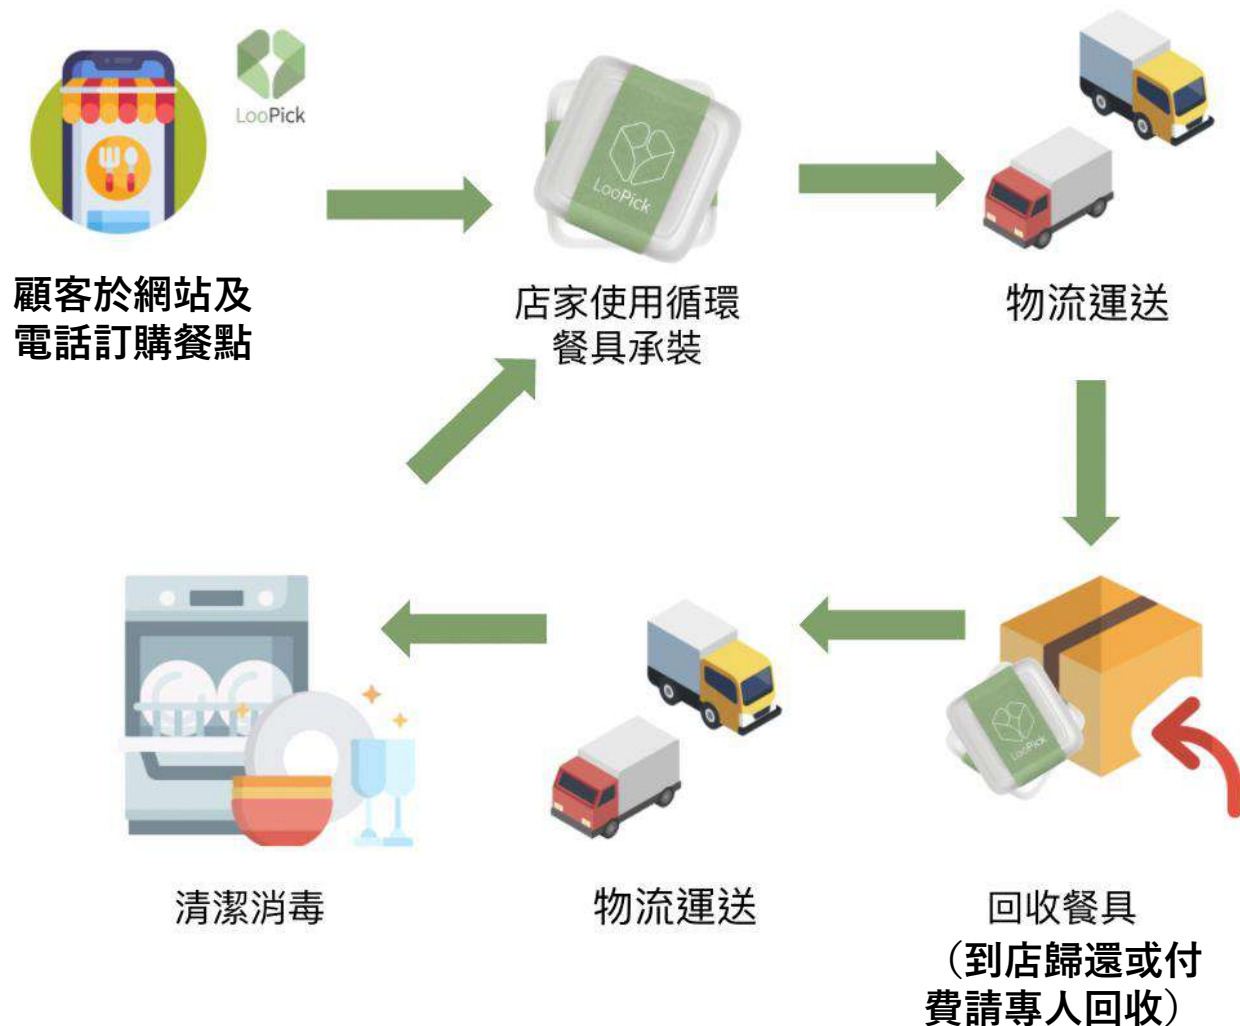 LooPick
顧客於網站及
電話訂購餐點
LooPick
店家使用循環
餐具承裝
物流運送
清潔消毒
物流運送
LooPick
回收餐具
（到店歸還或付
費請專人回收）